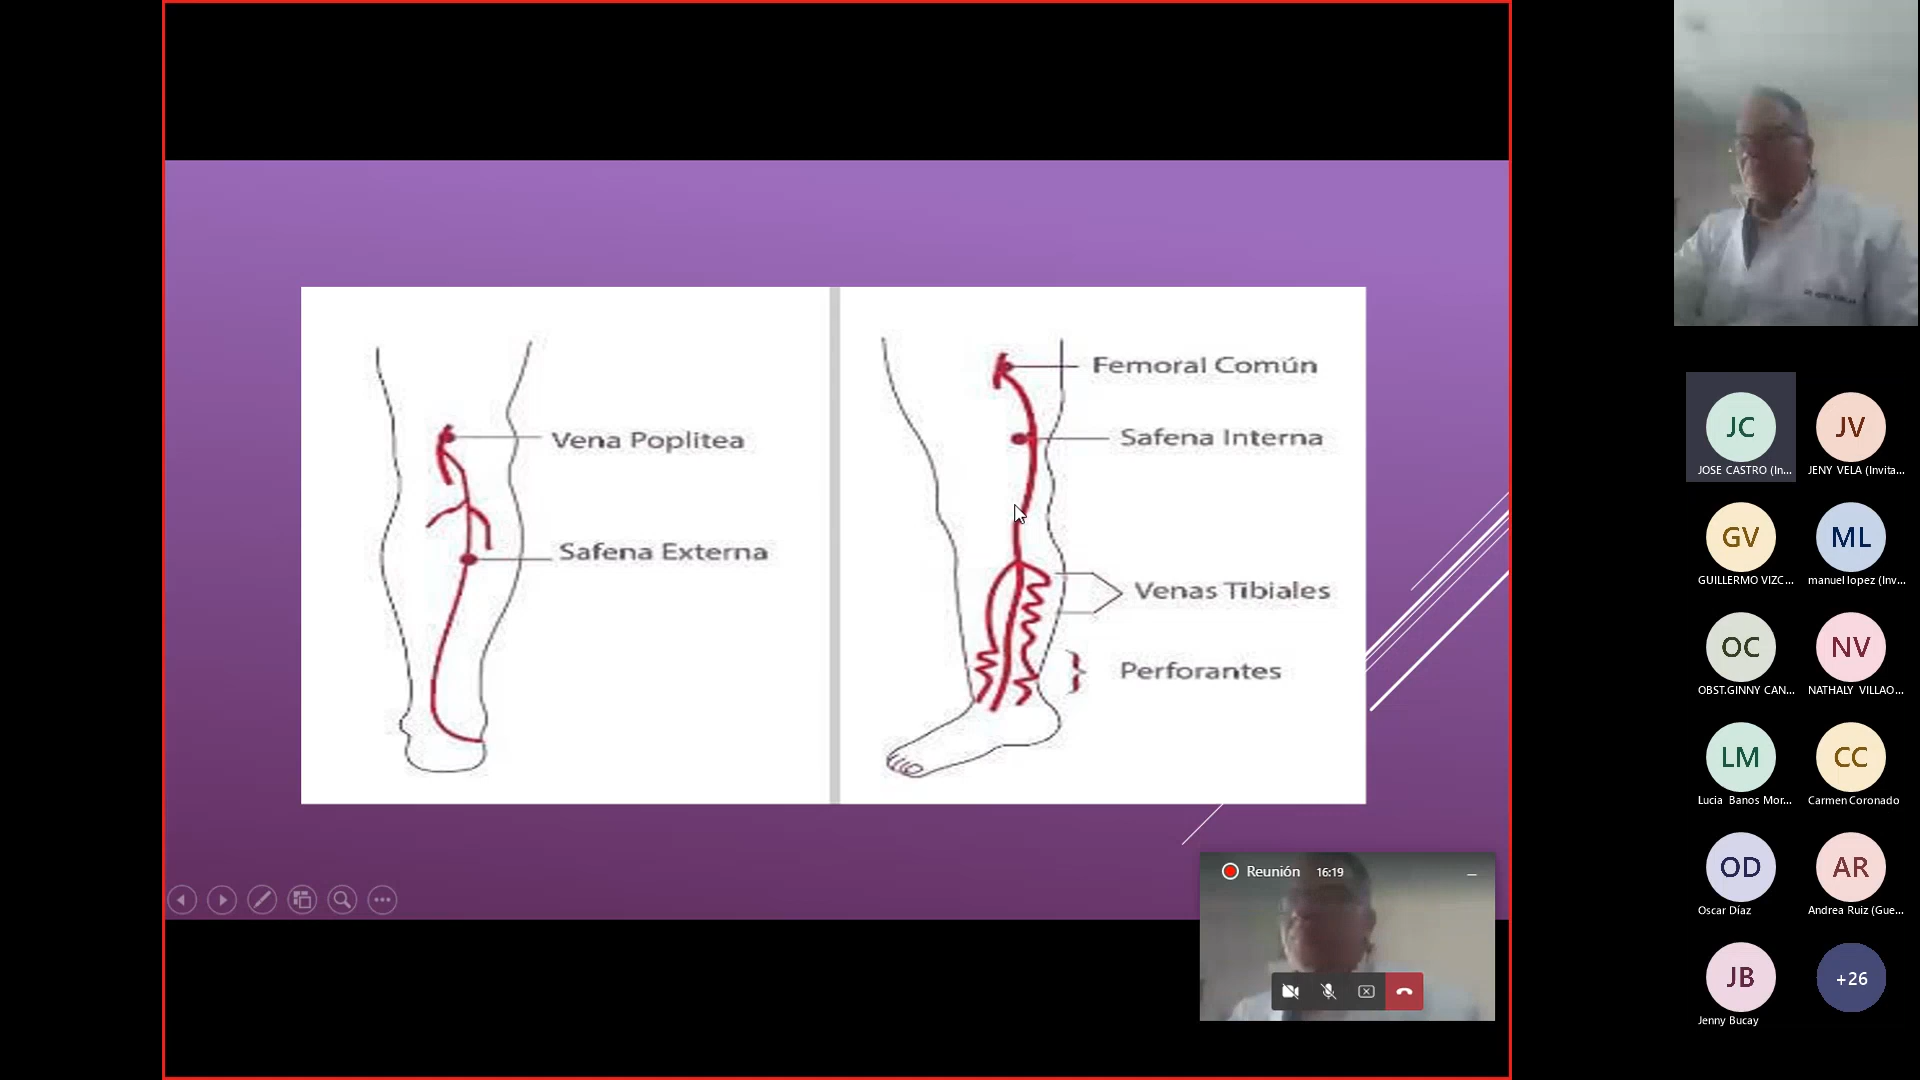 Vena Poplitea
Safena Externa
Femoral Común
Safena Interna
Venas Tibiales
Perforantes
Reunión 16:19
JC JV
JOSE CASTRO (In... JENY VELA (Invita...
GV ML
GUILLERMO VIZC... manuel lopez (Inv...
OC NV
OBST.GINNY CAN... NATHALY VILLAO...
LM CC
Lucia Banos Mor... Carmen Coronado
OD AR
Oscar Díaz Andrea Ruiz (Gue...
JB +26
Jenny Bucay